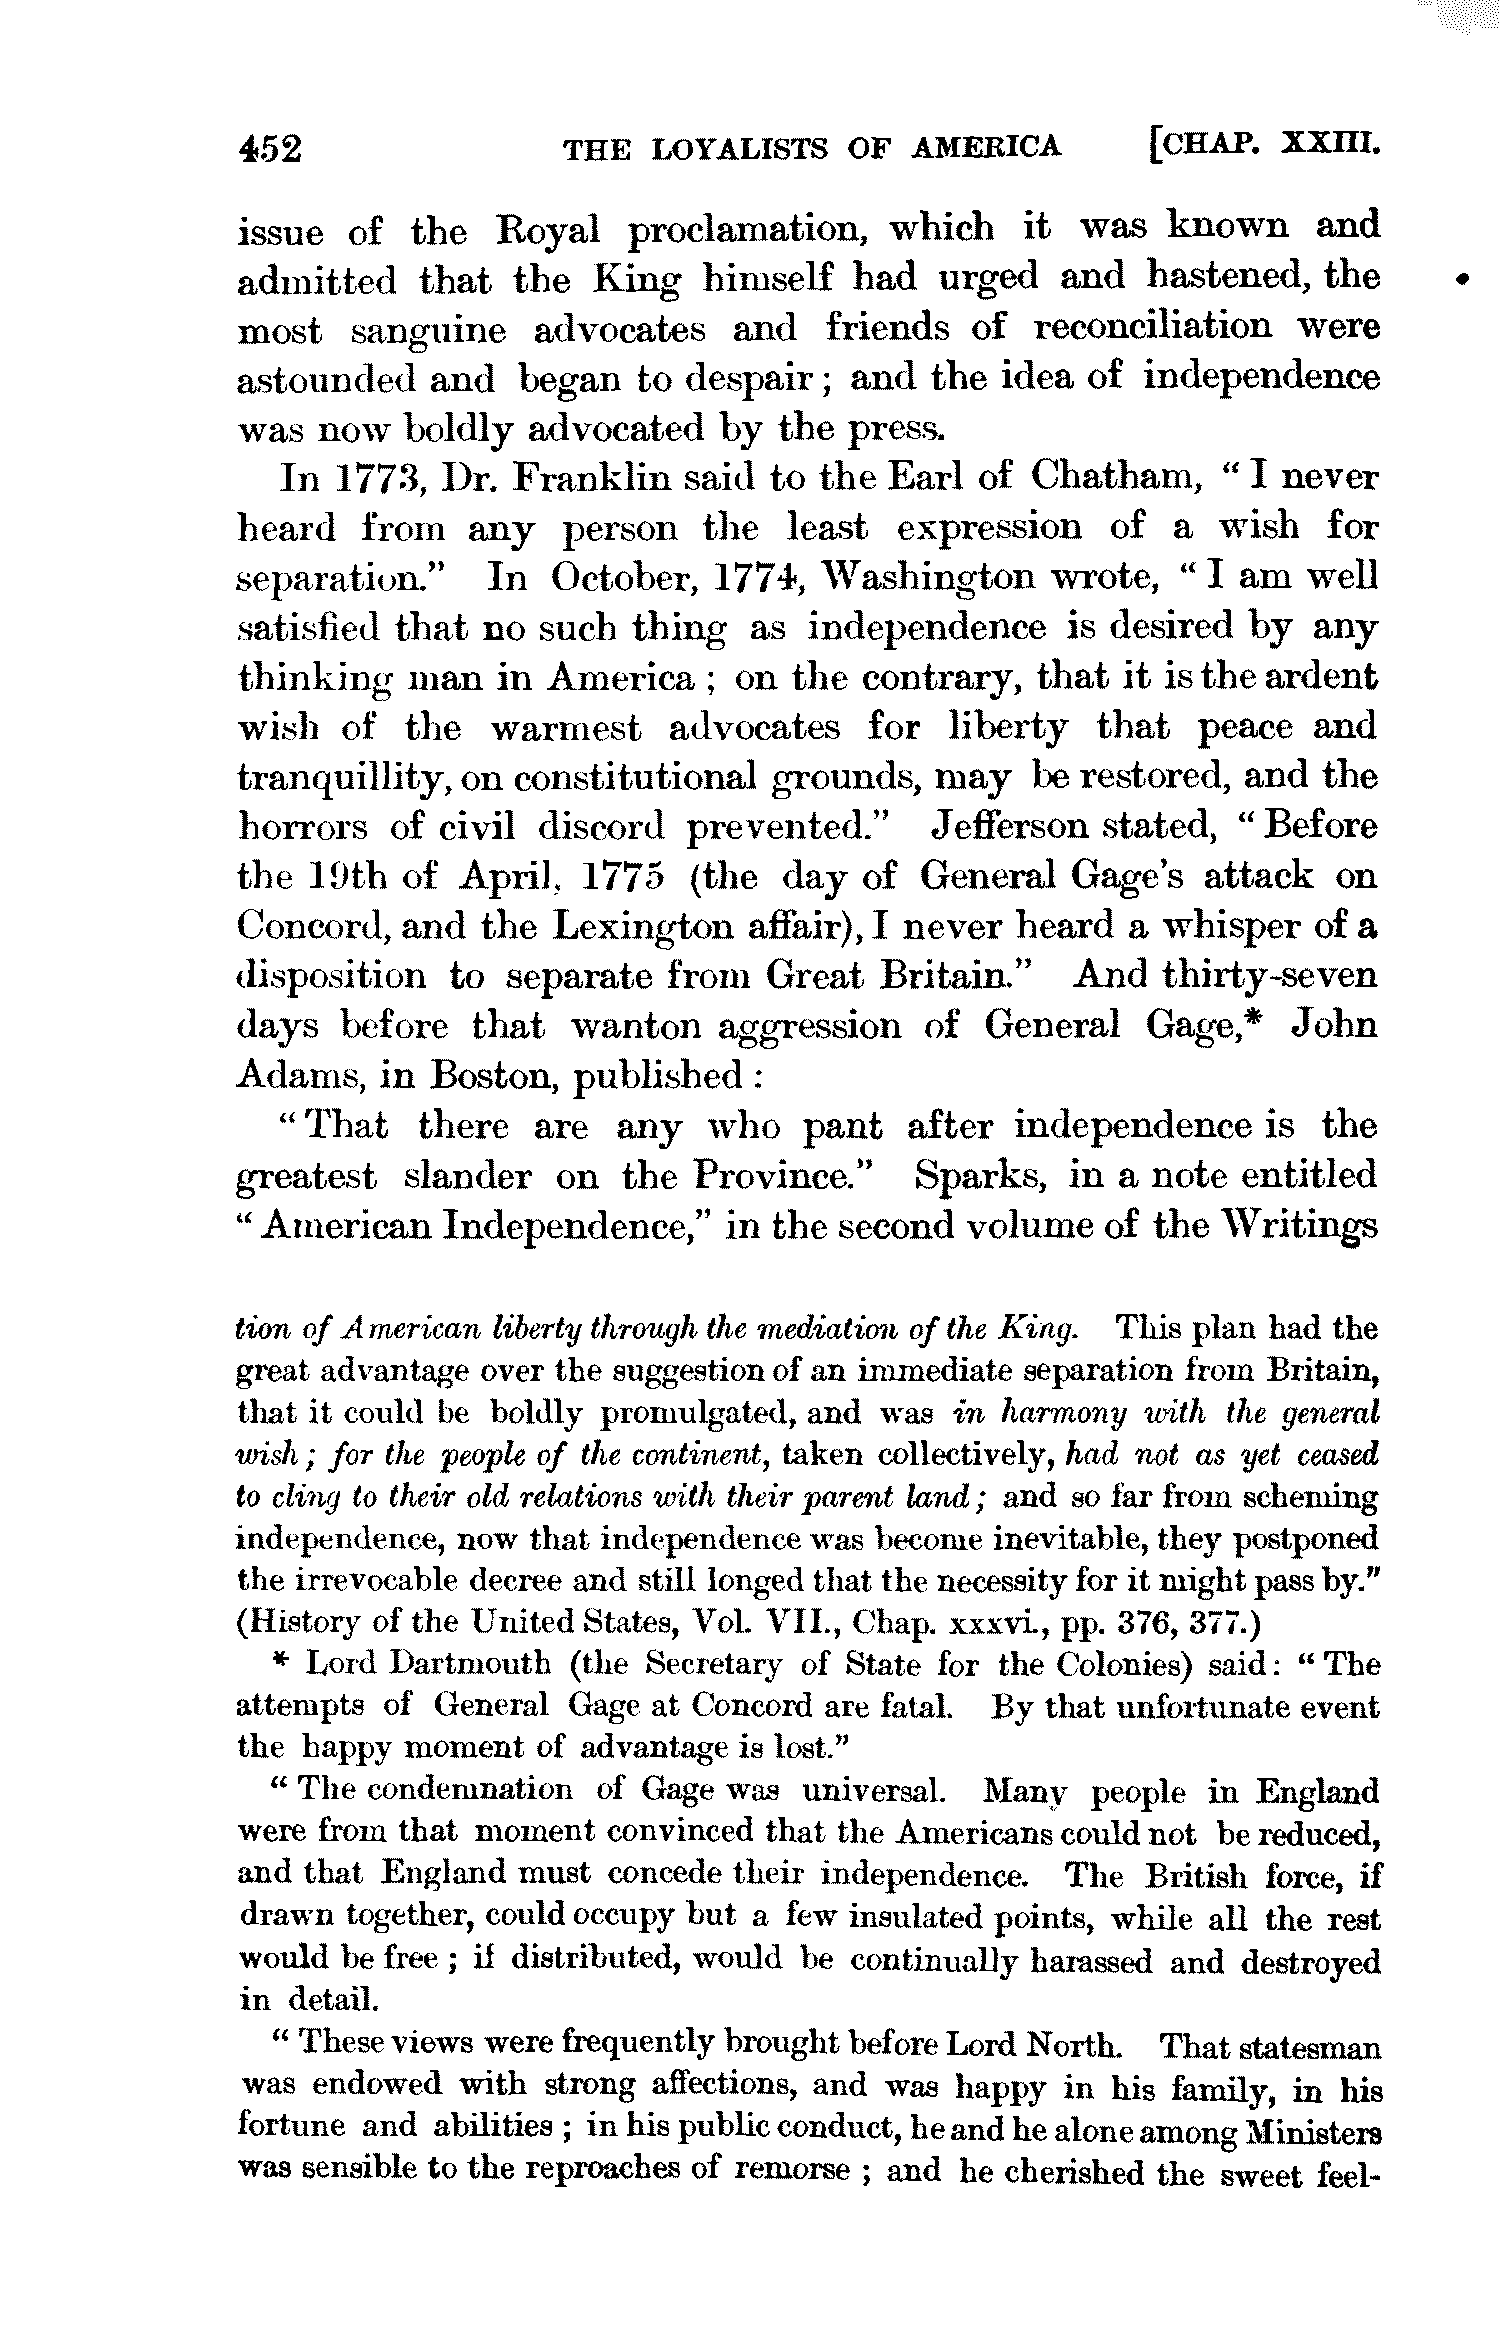 452 THE LOYALISTS OF AMERICA [CHAP. XXIII.
issue of the Royal proclamation, which it was known and
admitted that the King himself had urged and hastened, the
most sanguine advocates and friends of reconciliation were
astounded and began to despair; and the idea of independence
was now boldly advocated by the press.
In 1773, Dr. Franklin said to the Earl of Chatham, "I never
heard from any person the least expression of a wish for
separation." In October, 1774, Washington wrote, "I am well
satisfied that no such thing as independence is desired by any
thinking man in America; on the contrary, that it is the ardent
wish of the warmest advocates for liberty that peace and
tranquillity, on constitutional grounds, may be restored, and the
horrors of civil discord prevented." Jefferson stated, "Before
the 19th of April, 1775 (the day of General Gage's attack on
Concord, and the Lexington affair), I never heard a whisper of a
disposition to separate from Great Britain." And thirty-seven
days before that wanton aggression of General Gage,* John
Adams, in Boston, published:
"That there are any who pant after independence is the
greatest slander on the Province." Sparks, in a note entitled
"American Independence," in the second volume of the Writings
tion of American liberty through the mediation of the King. This plan had the
great advantage over the suggestion of an immediate separation from Britain,
that it could be boldly promulgated, and was in harmony with the general
wish; for the people of the continent, taken collectively, had not as yet ceased
to cling to their old relations with their parent land; and so far from scheming
independence, now that independence was become inevitable, they postponed
the irrevocable decree and still longed that the necessity for it might pass by."
(History of the United States, Vol. VII., Chap. xxxvi., pp. 376, 377.)
* Lord Dartmouth (the Secretary of State for the Colonies) said: "The
attempts of General Gage at Concord are fatal. By that unfortunate event
the happy moment of advantage is lost."
"The condemnation of Gage was universal. Many people in England
were from that moment convinced that the Americans could not be reduced,
and that England must concede their independence. The British force, if
drawn together, could occupy but a few insulated points, while all the rest
would be free; if distributed, would be continually harassed and destroyed
in detail.
"These views were frequently brought before Lord North. That statesman
was endowed with strong affections, and was happy in his family, in his
fortune and abilities; in his public conduct, he and he alone among Ministers
was sensible to the reproaches of remorse; and he cherished the sweet feel-